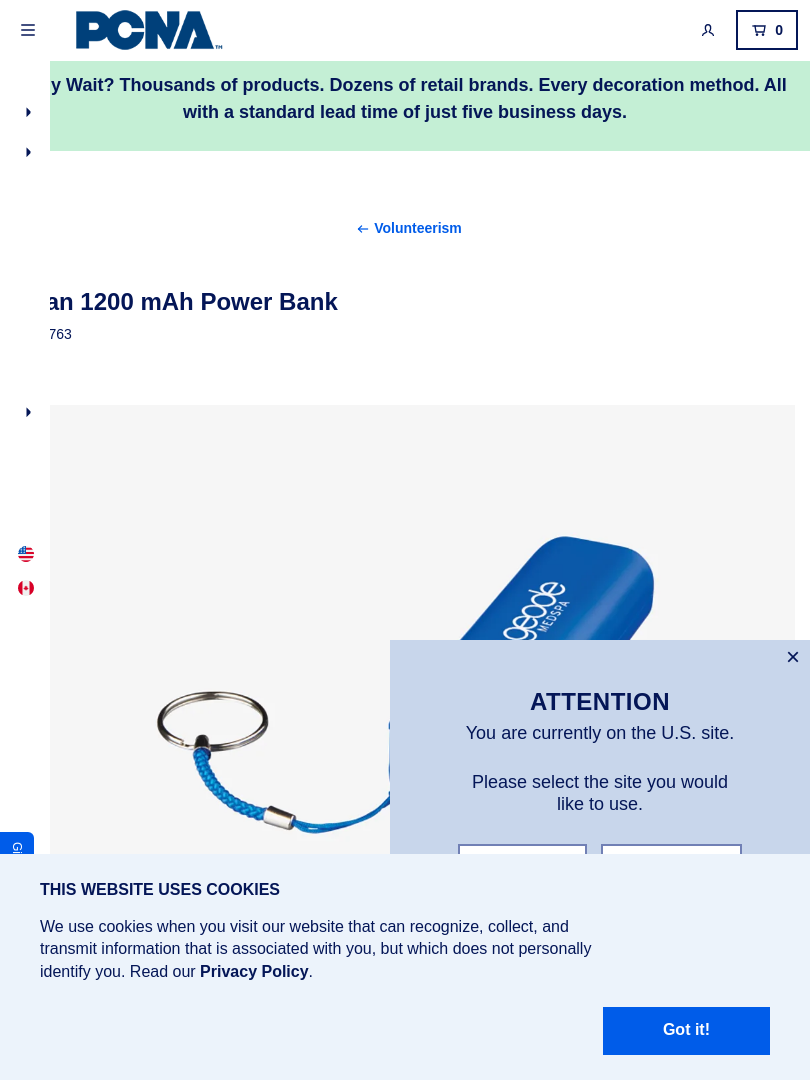 PCNA™
0
y Wait? Thousands of products. Dozens of retail brands. Every decoration method. All
with a standard lead time of just five business days.
← Volunteerism
an 1200 mAh Power Bank
763
geode
MEDSPA
×
ATTENTION
You are currently on the U.S. site.
Please select the site you would
like to use.
THIS WEBSITE USES COOKIES
We use cookies when you visit our website that can recognize, collect, and
transmit information that is associated with you, but which does not personally
identify you. Read our Privacy Policy.
Got it!